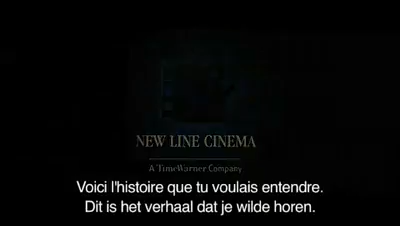 NEW LINE CINEMA
A TimeWarner Company
Voici l'histoire que tu voulais entendre.
Dit is het verhaal dat je wilde horen.